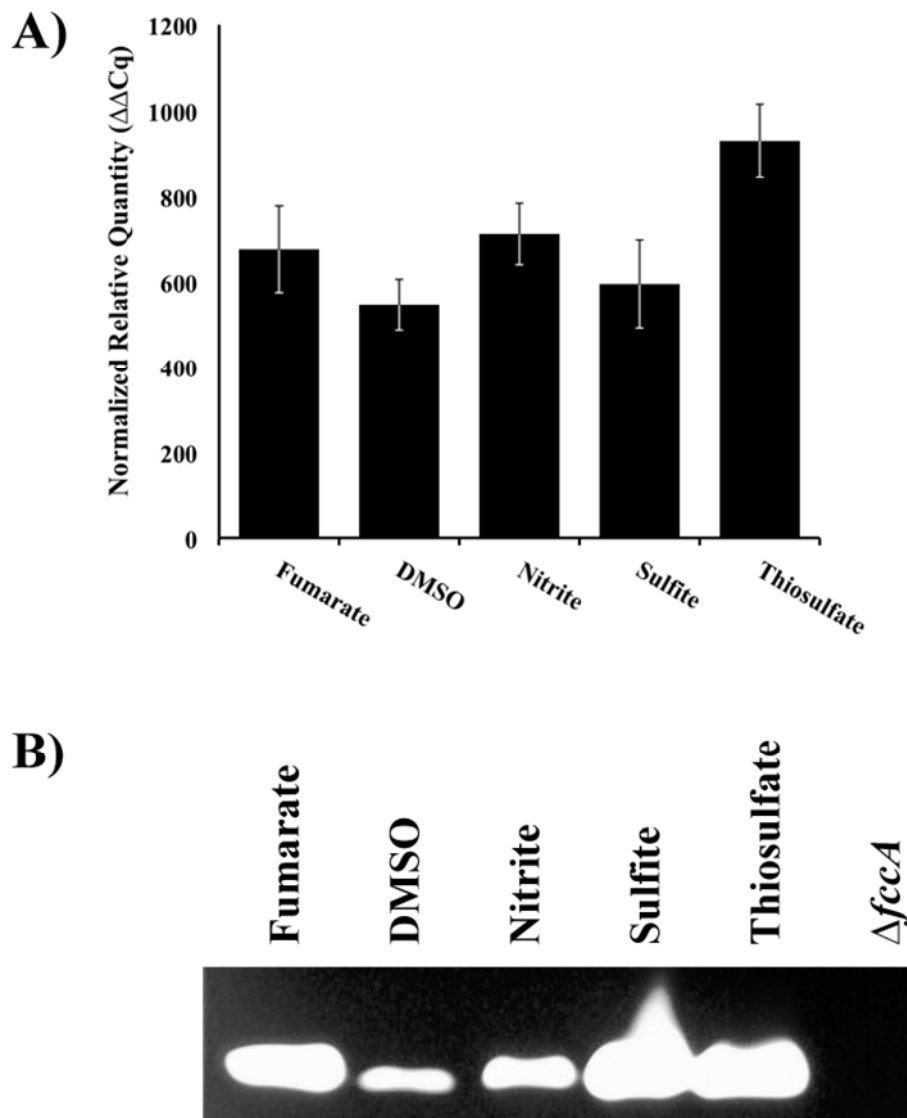 A)
Normalized Relative Quantity (ΔΔCq)
1200
1000
800
600
400
200
0
Fumarate
DMSO
Nitrite
Sulfite
Thiosulfate
B)
Fumarate
DMSO
Nitrite
Sulfite
Thiosulfate
ΔfccA